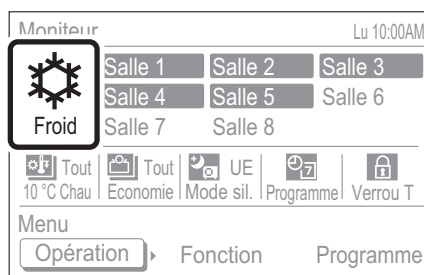 Moniteur Lu 10:00AM
Froid
Salle 1 Salle 2 Salle 3
Salle 4 Salle 5 Salle 6
Salle 7 Salle 8
Tout Tout UE 7
10 °C Chau Economie Mode sil. Programme Verrou T
Menu
Opération Fonction Programme